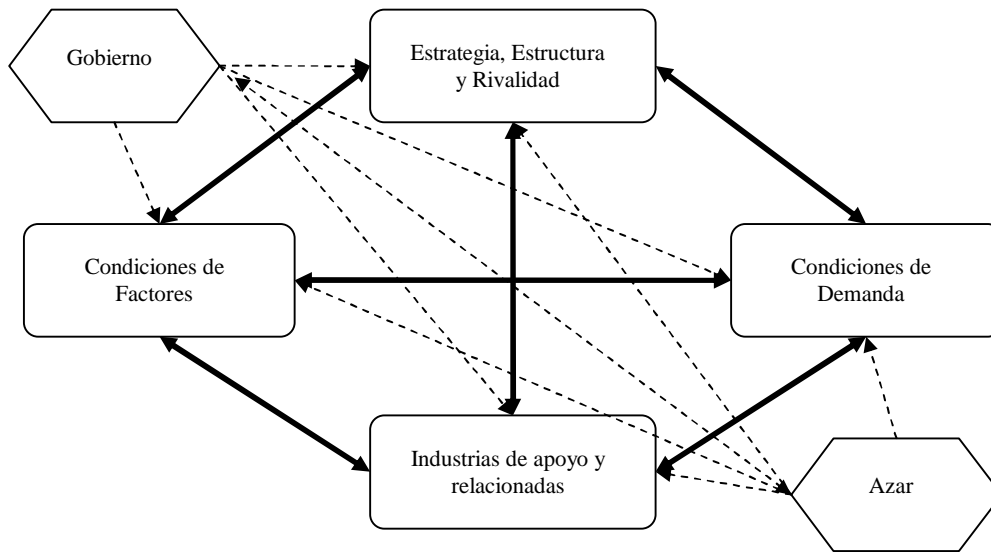 Gobierno
Estrategia, Estructura
y Rivalidad
Condiciones de
Factores
Condiciones de
Demanda
Industrias de apoyo y
relacionadas
Azar